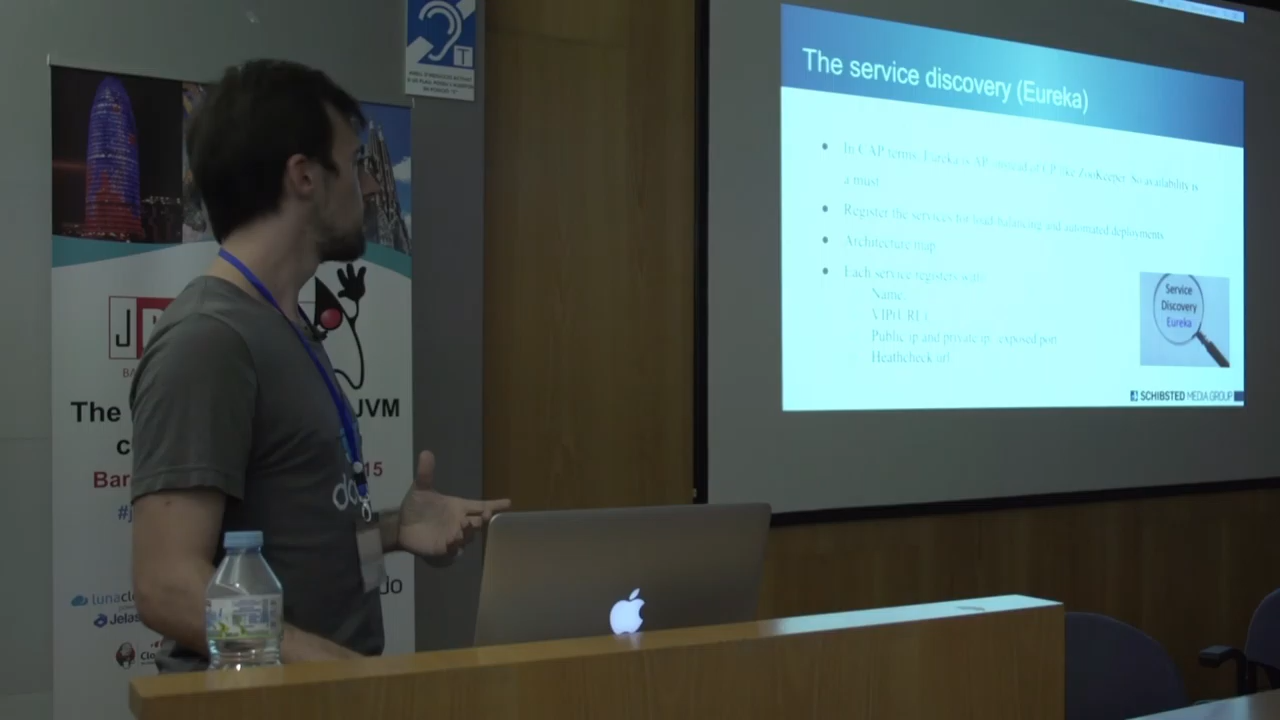 The service discovery (Eureka)
In CAP terms, Eureka is AP instead of CP like ZooKeeper. So availability is
a must
Register the services for load-balancing and automated deployments
Architecture map
Each service registers with:
Name
VIP(URL)
Public ip and private ip, exposed port
Heathcheck url
Service
Discovery
Eureka
SCHIBSTED MEDIA GROUP
T
J
The JVM
c
Bar 15
#j
do
lunacl
Jelas
Clo